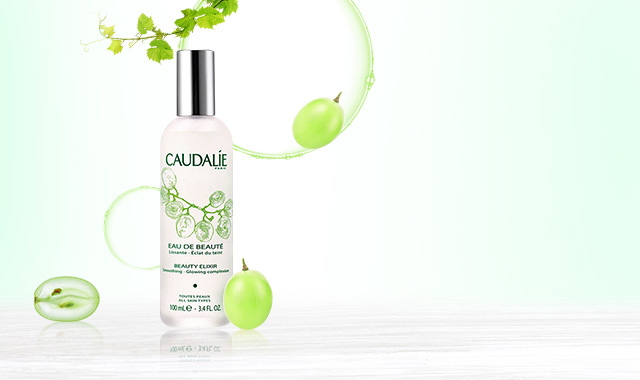 CAUDALÍE
PARIS
EAU DE BEAUTÉ
Lissante - Éclat du teint
BEAUTY ELIXIR
Smoothing - Glowing complexion
TOUTES PEAUX
ALL SKIN TYPES
100 mL℮ - 3.4 FL. OZ.